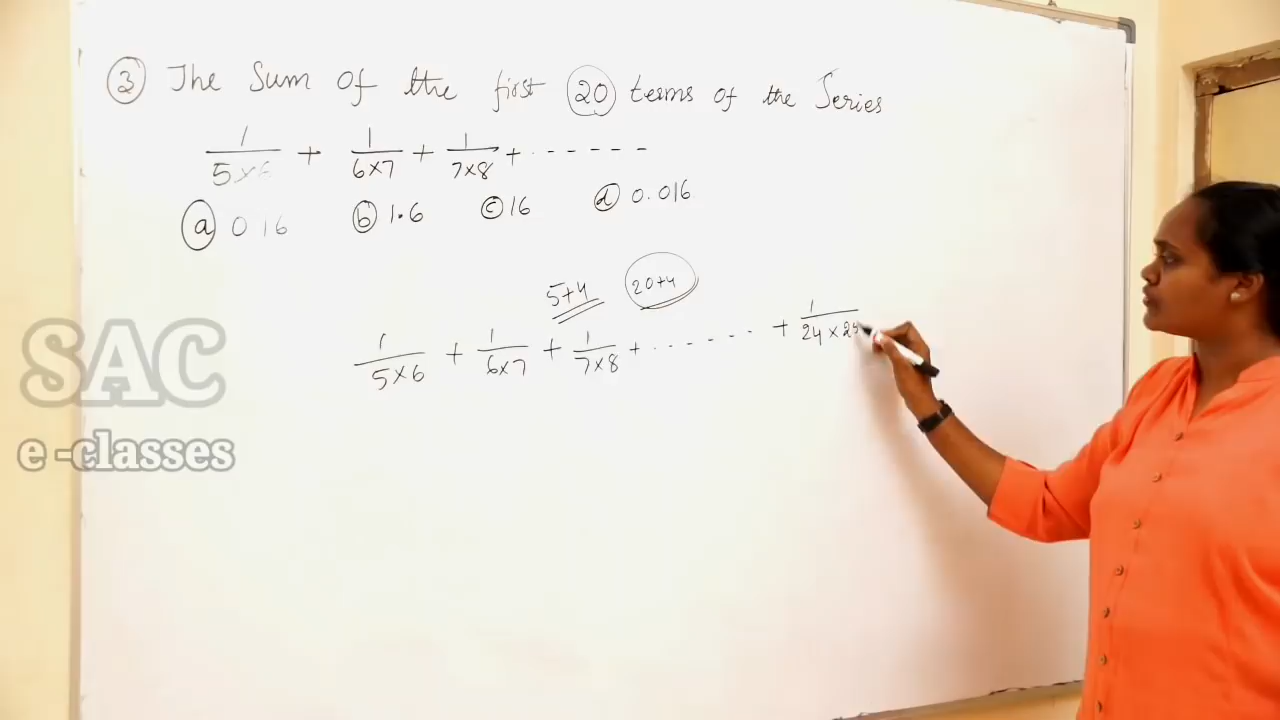 ③ The Sum of the first 20 terms of the Series
1/5×6 + 1/6×7 + 1/7×8 + ------
ⓐ 0.16 ⓑ 1.6 ⓒ 16 ⓓ 0.016
5+4 20+4
1/5×6 + 1/6×7 + 1/7×8 + ........ + 1/24×25
SAC
e-classes